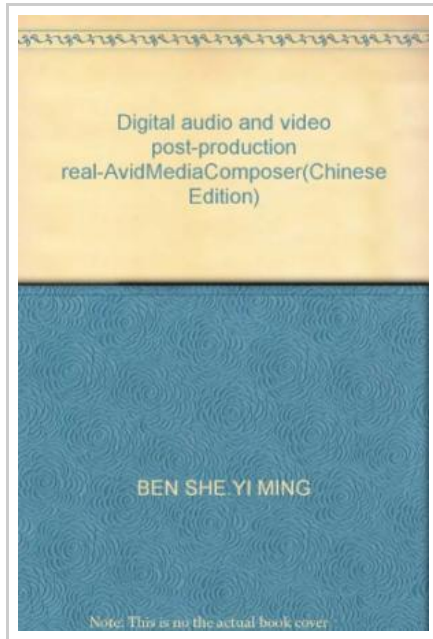 Digital audio and video
post-production
real-AvidMediaComposer(Chinese
Edition)
BEN SHE.YI MING
Note: This is no the actual book cover